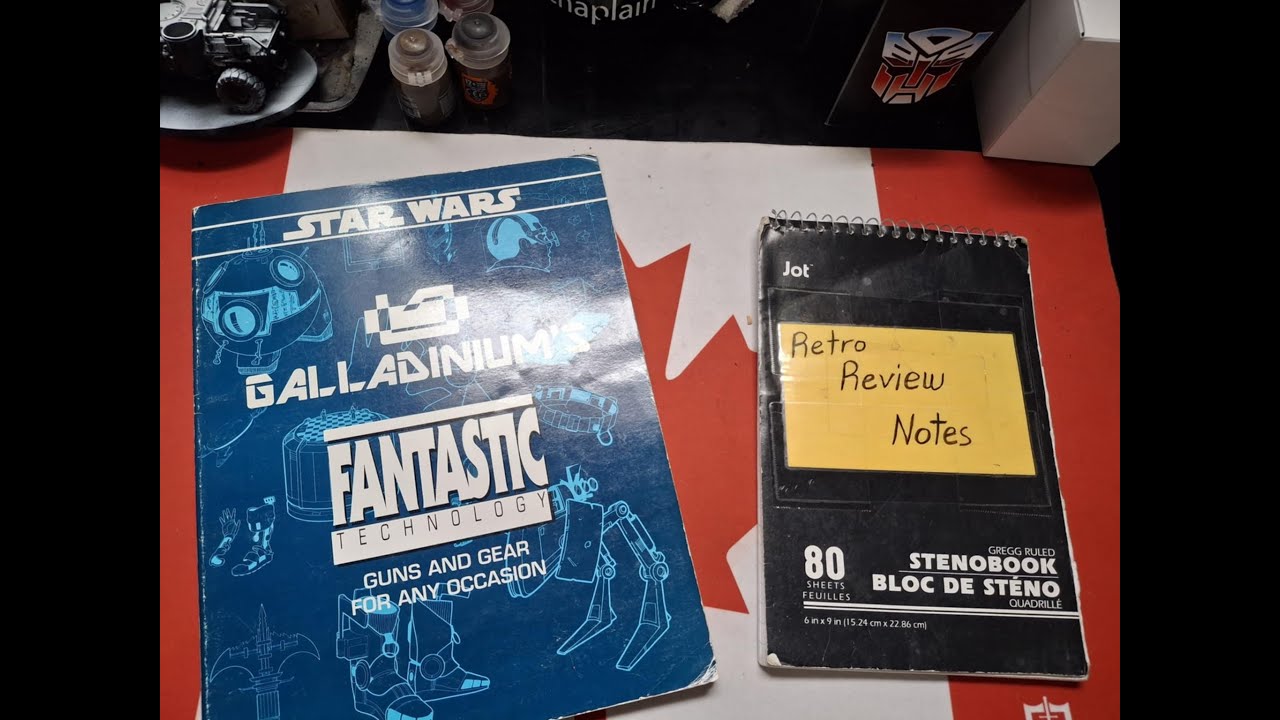 chaplain
STAR WARS
GALLADINIUM'S
FANTASTIC
TECHNOLOGY
GUNS AND GEAR
FOR ANY OCCASION
Jot
Retro
Review
Notes
80
SHEETS
FEUILLES
GREGG RULED
STENOBOOK
BLOC DE STÉNO
QUADRILLÉ
6 in x 9 in (15.24 cm x 22.86 cm)